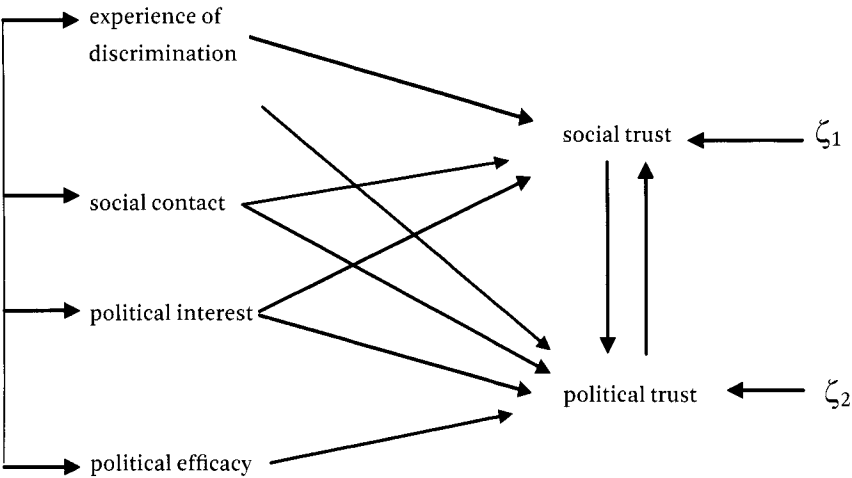 experience of
discrimination
social trust
ζ1
social contact
political interest
political trust
ζ2
political efficacy